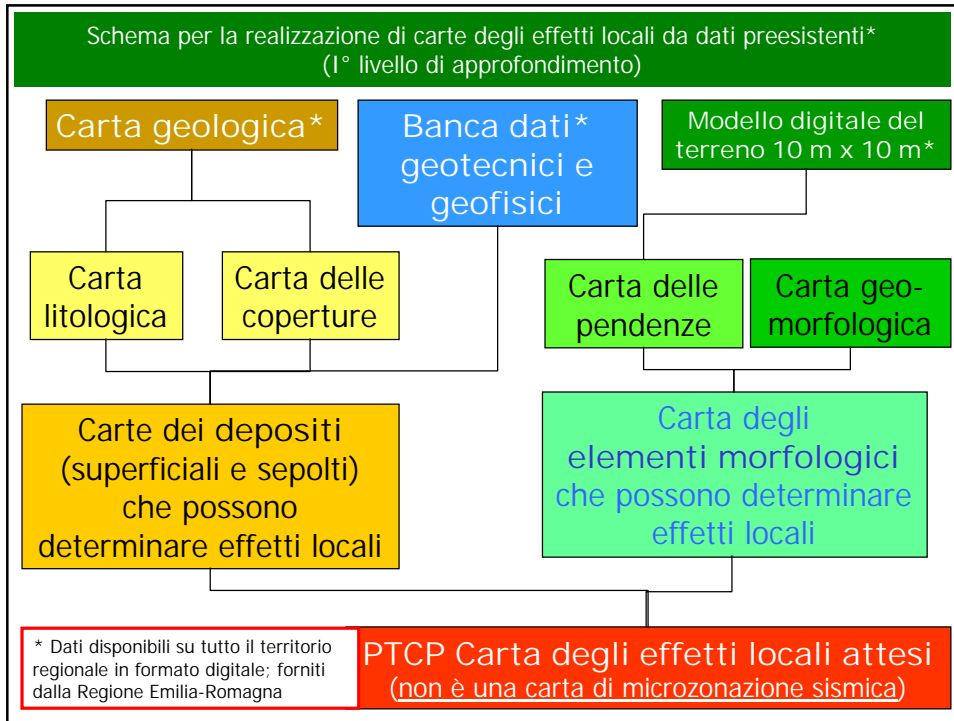 Schema per la realizzazione di carte degli effetti locali da dati preesistenti*
(I° livello di approfondimento)
Carta geologica*
Banca dati*
geotecnici e
geofisici
Modello digitale del
terreno 10 m x 10 m*
Carta
litologica
Carta delle
coperture
Carta delle
pendenze
Carta geo-
morfologica
Carte dei depositi
(superficiali e sepolti)
che possono
determinare effetti locali
Carta degli
elementi morfologici
che possono determinare
effetti locali
* Dati disponibili su tutto il territorio
regionale in formato digitale; forniti
dalla Regione Emilia-Romagna
PTCP Carta degli effetti locali attesi
(non è una carta di microzonazione sismica)